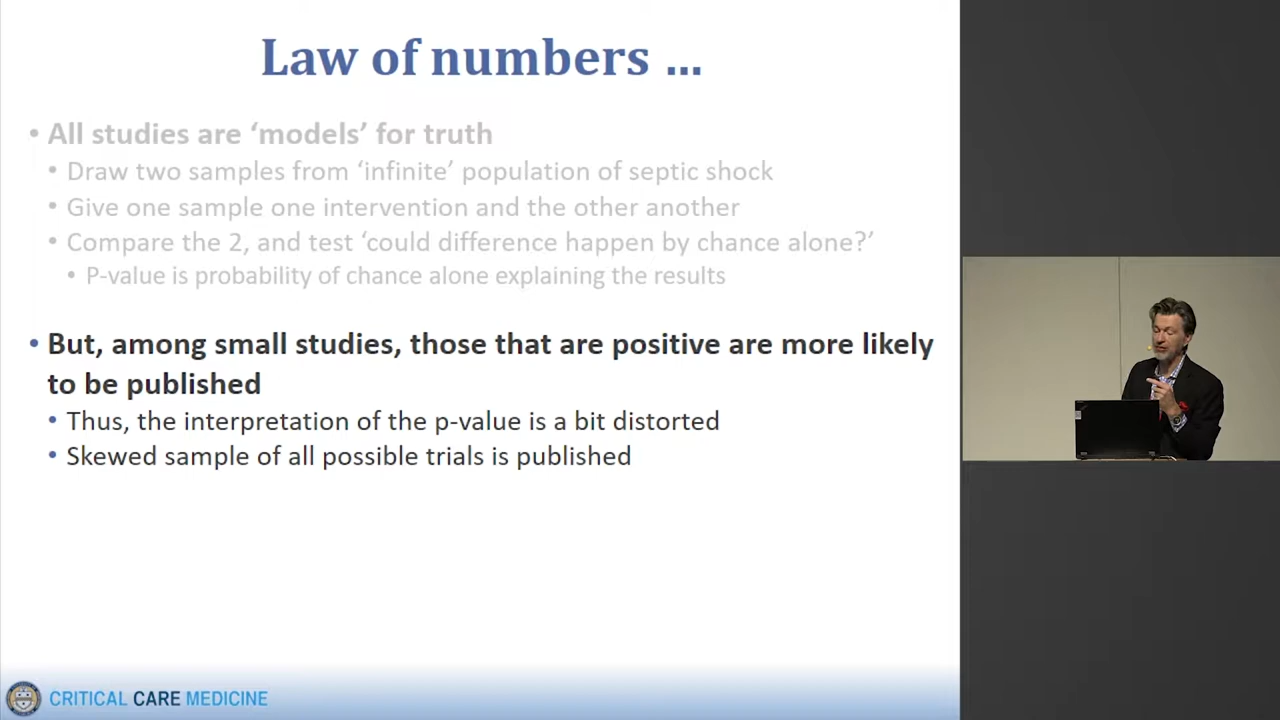 Law of numbers ...
• All studies are ‘models’ for truth
• Draw two samples from ‘infinite’ population of septic shock
• Give one sample one intervention and the other another
• Compare the 2, and test ‘could difference happen by chance alone?’
• P-value is probability of chance alone explaining the results
• But, among small studies, those that are positive are more likely
to be published
• Thus, the interpretation of the p-value is a bit distorted
• Skewed sample of all possible trials is published
CRITICAL CARE MEDICINE